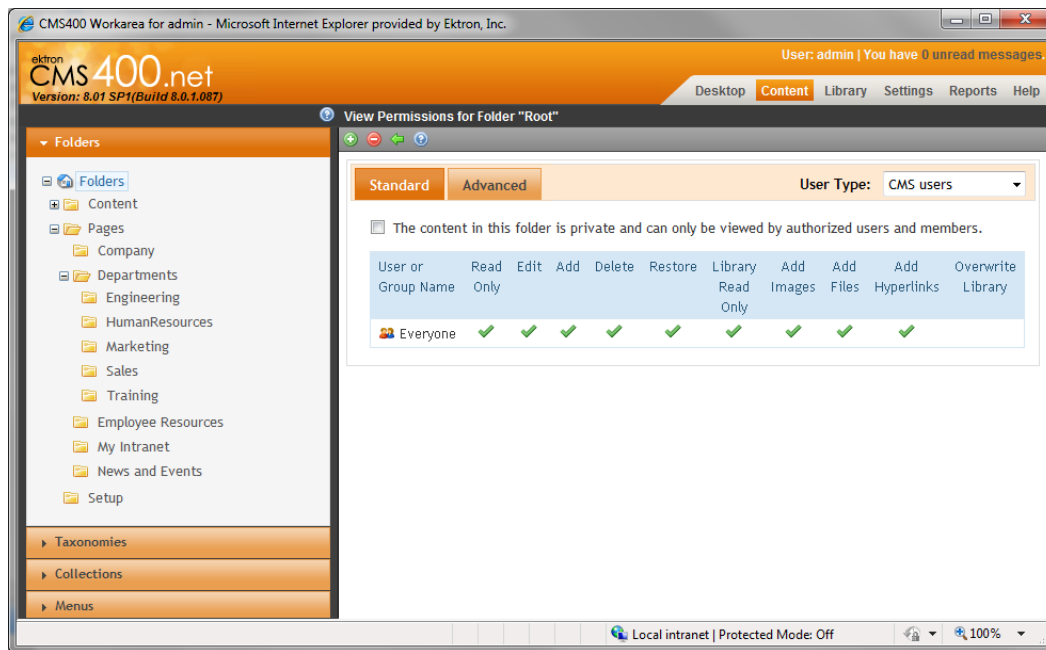 CMS400 Workarea for admin - Microsoft Internet Explorer provided by Ektron, Inc.
ektron
CMS400.net
Version: 8.01 SP1(Build 8.0.1.087)
User: admin | You have 0 unread messages.
Desktop Content Library Settings Reports Help
View Permissions for Folder "Root"
Folders
Folders
Content
Pages
Company
Departments
Engineering
HumanResources
Marketing
Sales
Training
Employee Resources
My Intranet
News and Events
Setup
Taxonomies
Collections
Menus
Standard Advanced User Type: CMS users
The content in this folder is private and can only be viewed by authorized users and members.
User or Read Edit Add Delete Restore Library Add Add Add Overwrite
Group Name Only Read Images Files Hyperlinks Library
Only
Everyone
Local intranet | Protected Mode: Off 100%